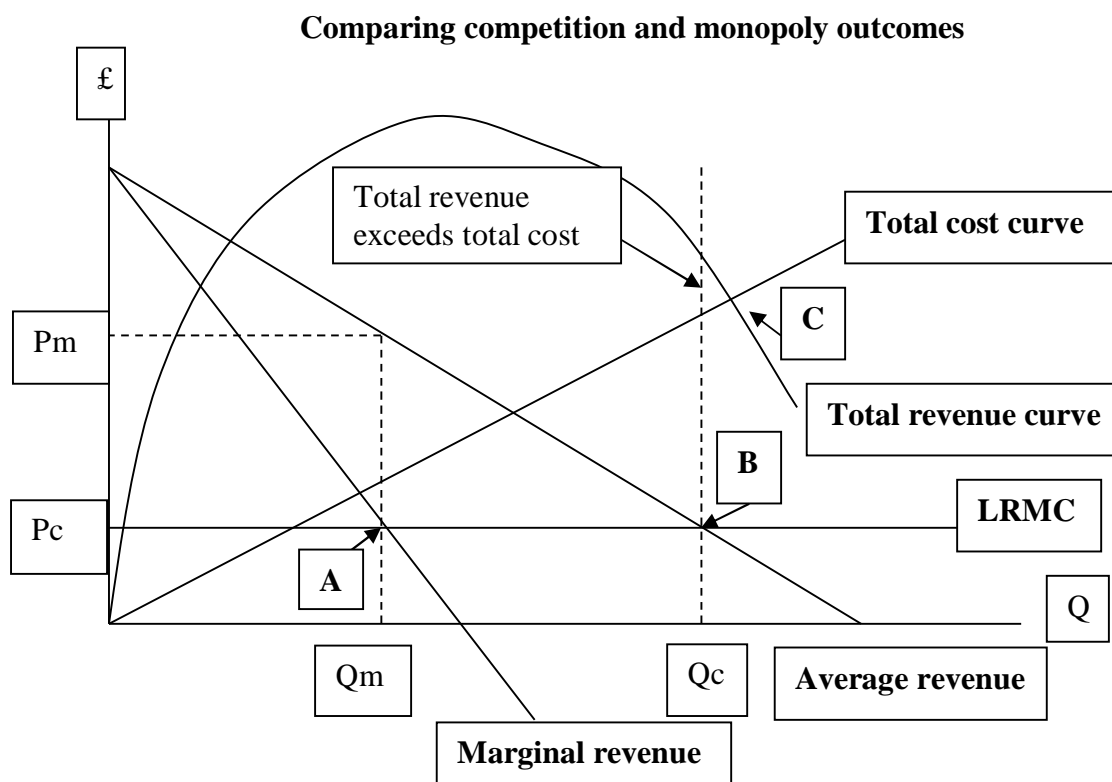 Comparing competition and monopoly outcomes
£
Total revenue
exceeds total cost
Total cost curve
C
Pm
Total revenue curve
B
Pc
LRMC
A
Q
Qm
Qc
Average revenue
Marginal revenue